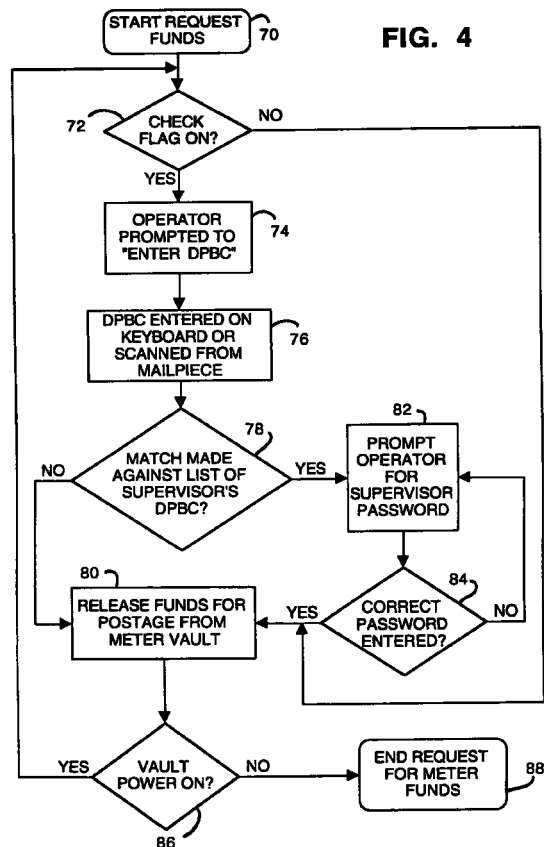 START REQUEST
FUNDS
70
FIG. 4
72
CHECK
FLAG ON?
NO
YES
OPERATOR
PROMPTED TO
"ENTER DPBC"
74
DPBC ENTERED ON
KEYBOARD OR
SCANNED FROM
MAILPIECE
76
78
MATCH MADE
AGAINST LIST OF
SUPERVISOR'S
DPBC?
NO
YES
82
PROMPT
OPERATOR
FOR
SUPERVISOR
PASSWORD
80
RELEASE FUNDS FOR
POSTAGE FROM
METER VAULT
YES
84
CORRECT
PASSWORD
ENTERED?
NO
YES
VAULT
POWER ON?
NO
86
END REQUEST
FOR METER
FUNDS
88